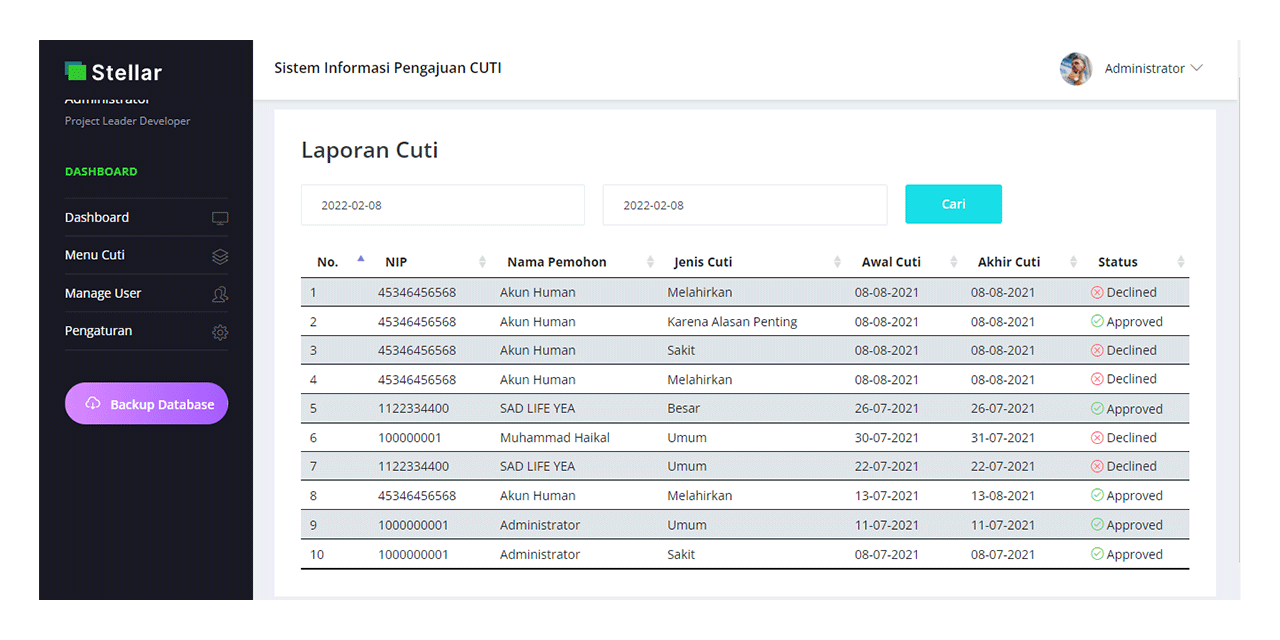 Stellar
Sistem Informasi Pengajuan CUTI
Administrator
Administrator
Project Leader Developer
DASHBOARD
Dashboard
Menu Cuti
Manage User
Pengaturan
Backup Database
Laporan Cuti
2022-02-08 2022-02-08 Cari
No. NIP Nama Pemohon Jenis Cuti Awal Cuti Akhir Cuti Status
1 45346456568 Akun Human Melahirkan 08-08-2021 08-08-2021 Declined
2 45346456568 Akun Human Karena Alasan Penting 08-08-2021 08-08-2021 Approved
3 45346456568 Akun Human Sakit 08-08-2021 08-08-2021 Declined
4 45346456568 Akun Human Melahirkan 08-08-2021 08-08-2021 Declined
5 1122334400 SAD LIFE YEA Besar 26-07-2021 26-07-2021 Approved
6 100000001 Muhammad Haikal Umum 30-07-2021 31-07-2021 Declined
7 1122334400 SAD LIFE YEA Umum 22-07-2021 22-07-2021 Declined
8 45346456568 Akun Human Melahirkan 13-07-2021 13-08-2021 Approved
9 1000000001 Administrator Umum 11-07-2021 11-07-2021 Approved
10 1000000001 Administrator Sakit 08-07-2021 08-07-2021 Approved